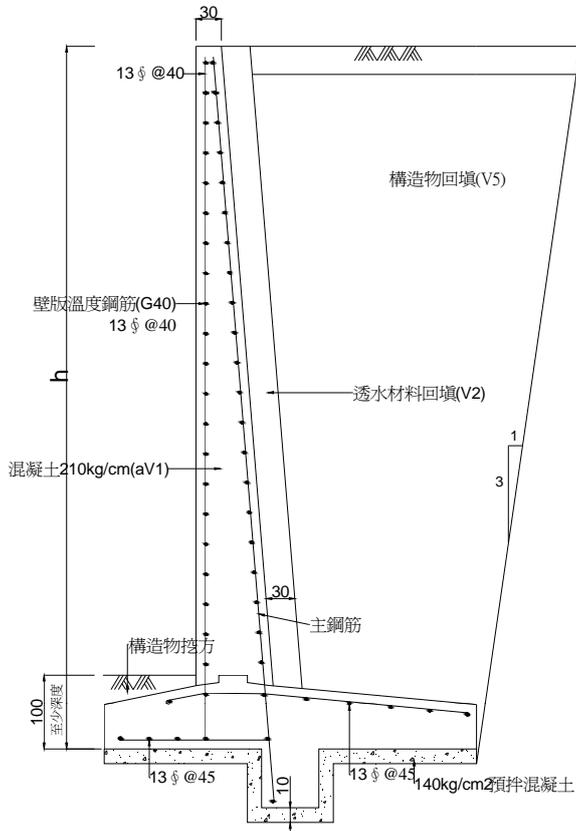 30
13 ∮ @40
構造物回填(V5)
壁版溫度鋼筋(G40)
13 ∮ @40
h
透水材料回填(V2)
1
3
混凝土210kg/cm(aV1)
30
主鋼筋
構造物挖方
100
至少深度
13 ∮ @45
10
13 ∮ @45
140kg/cm2預拌混凝土